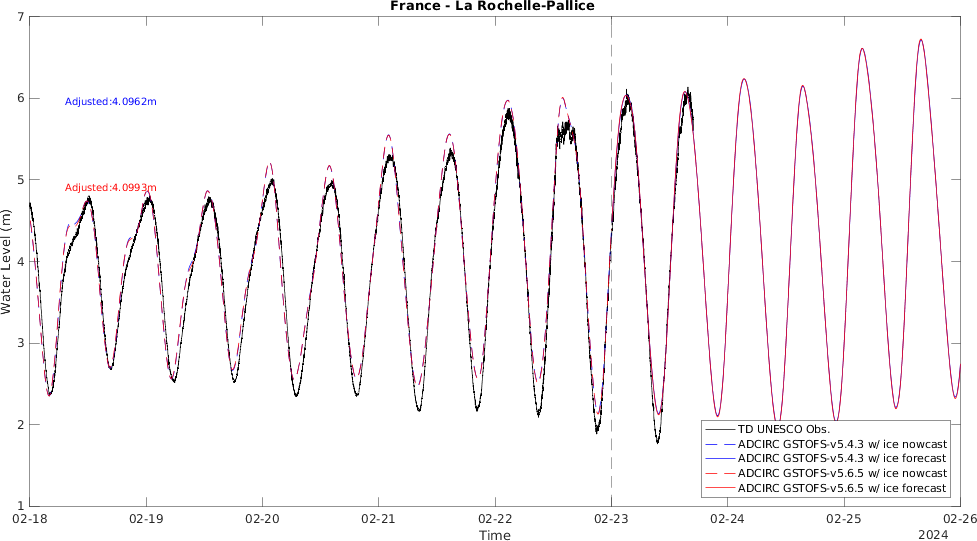 France - La Rochelle-Pallice
7
6
5
4
3
2
1
Water Level (m)
Adjusted:4.0962m
Adjusted:4.0993m
TD UNESCO Obs.
ADCIRC GSTOFS-v5.4.3 w/ ice nowcast
ADCIRC GSTOFS-v5.4.3 w/ ice forecast
ADCIRC GSTOFS-v5.6.5 w/ ice nowcast
ADCIRC GSTOFS-v5.6.5 w/ ice forecast
02-18 02-19 02-20 02-21 02-22 02-23 02-24 02-25 02-26
Time
2024